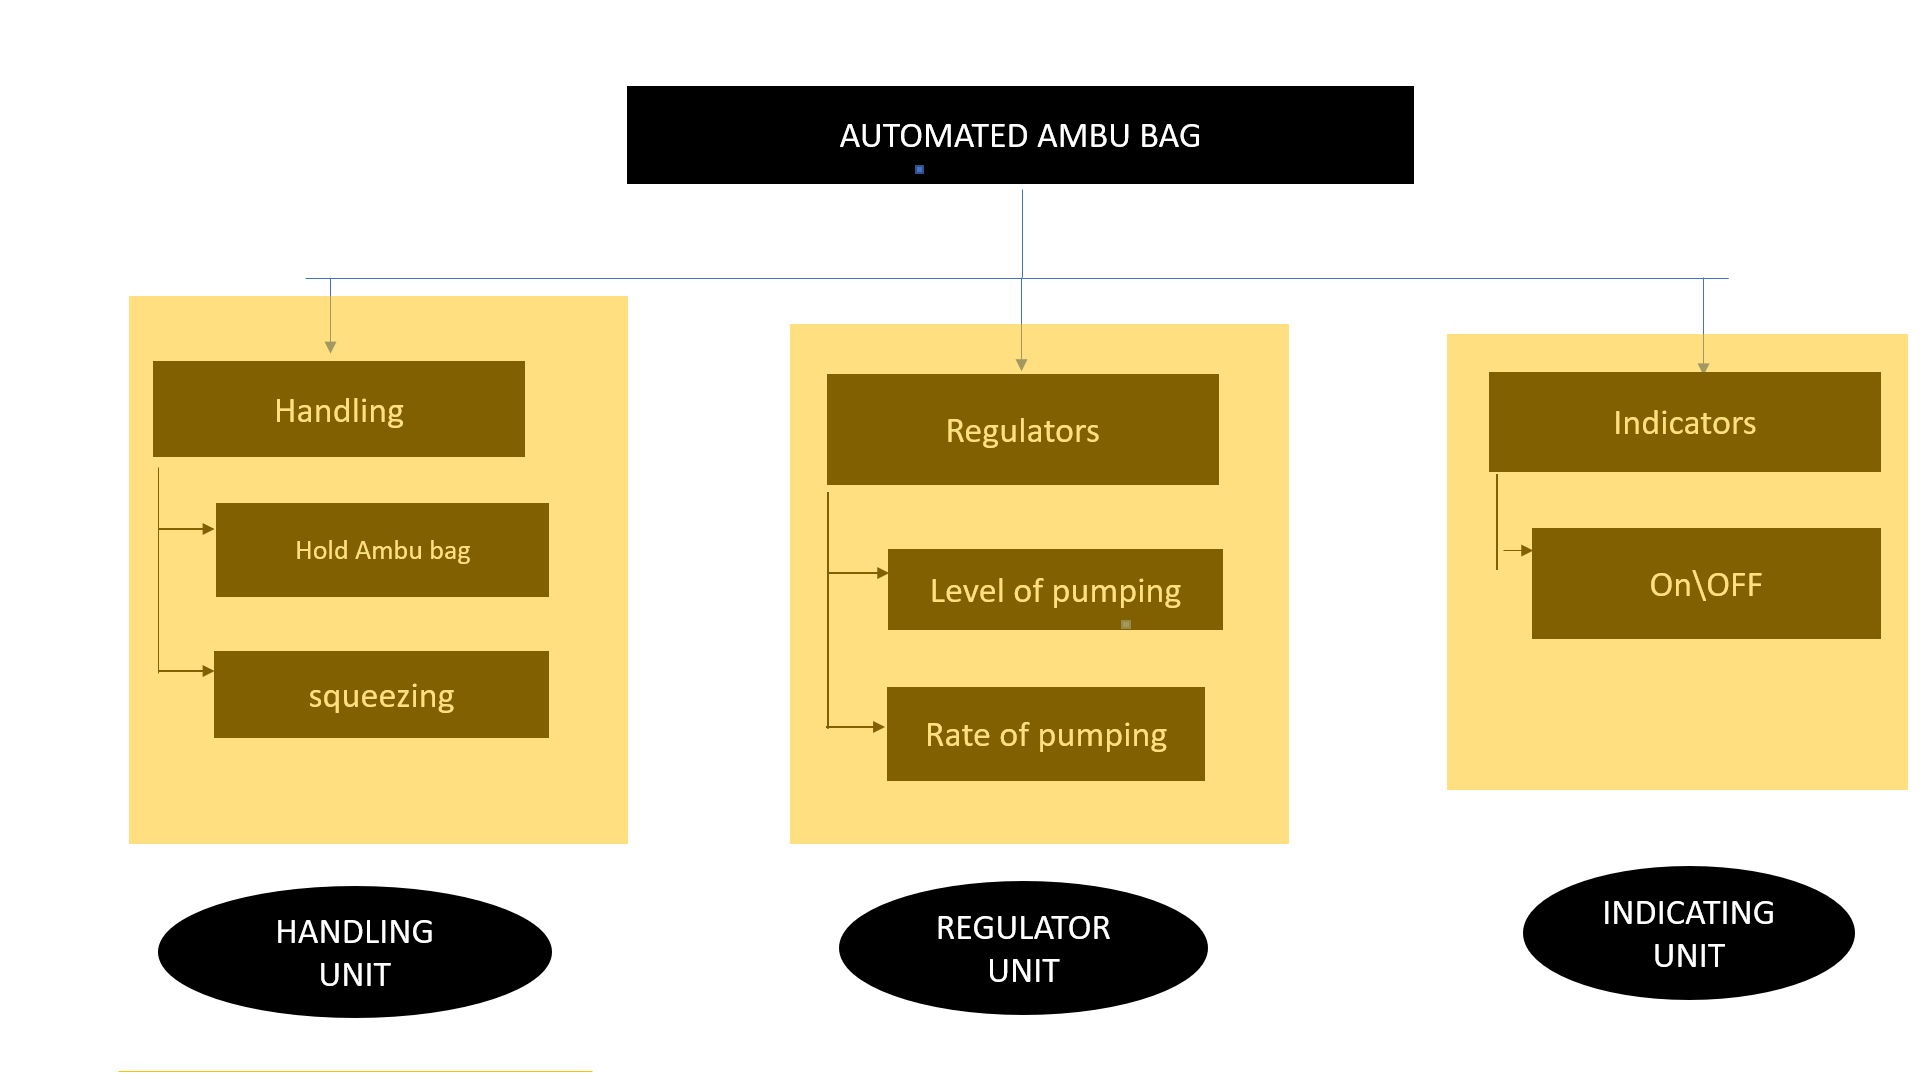 AUTOMATED AMBU BAG
Handling
Hold Ambu bag
squeezing
HANDLING
UNIT
Regulators
Level of pumping
Rate of pumping
REGULATOR
UNIT
Indicators
On\OFF
INDICATING
UNIT